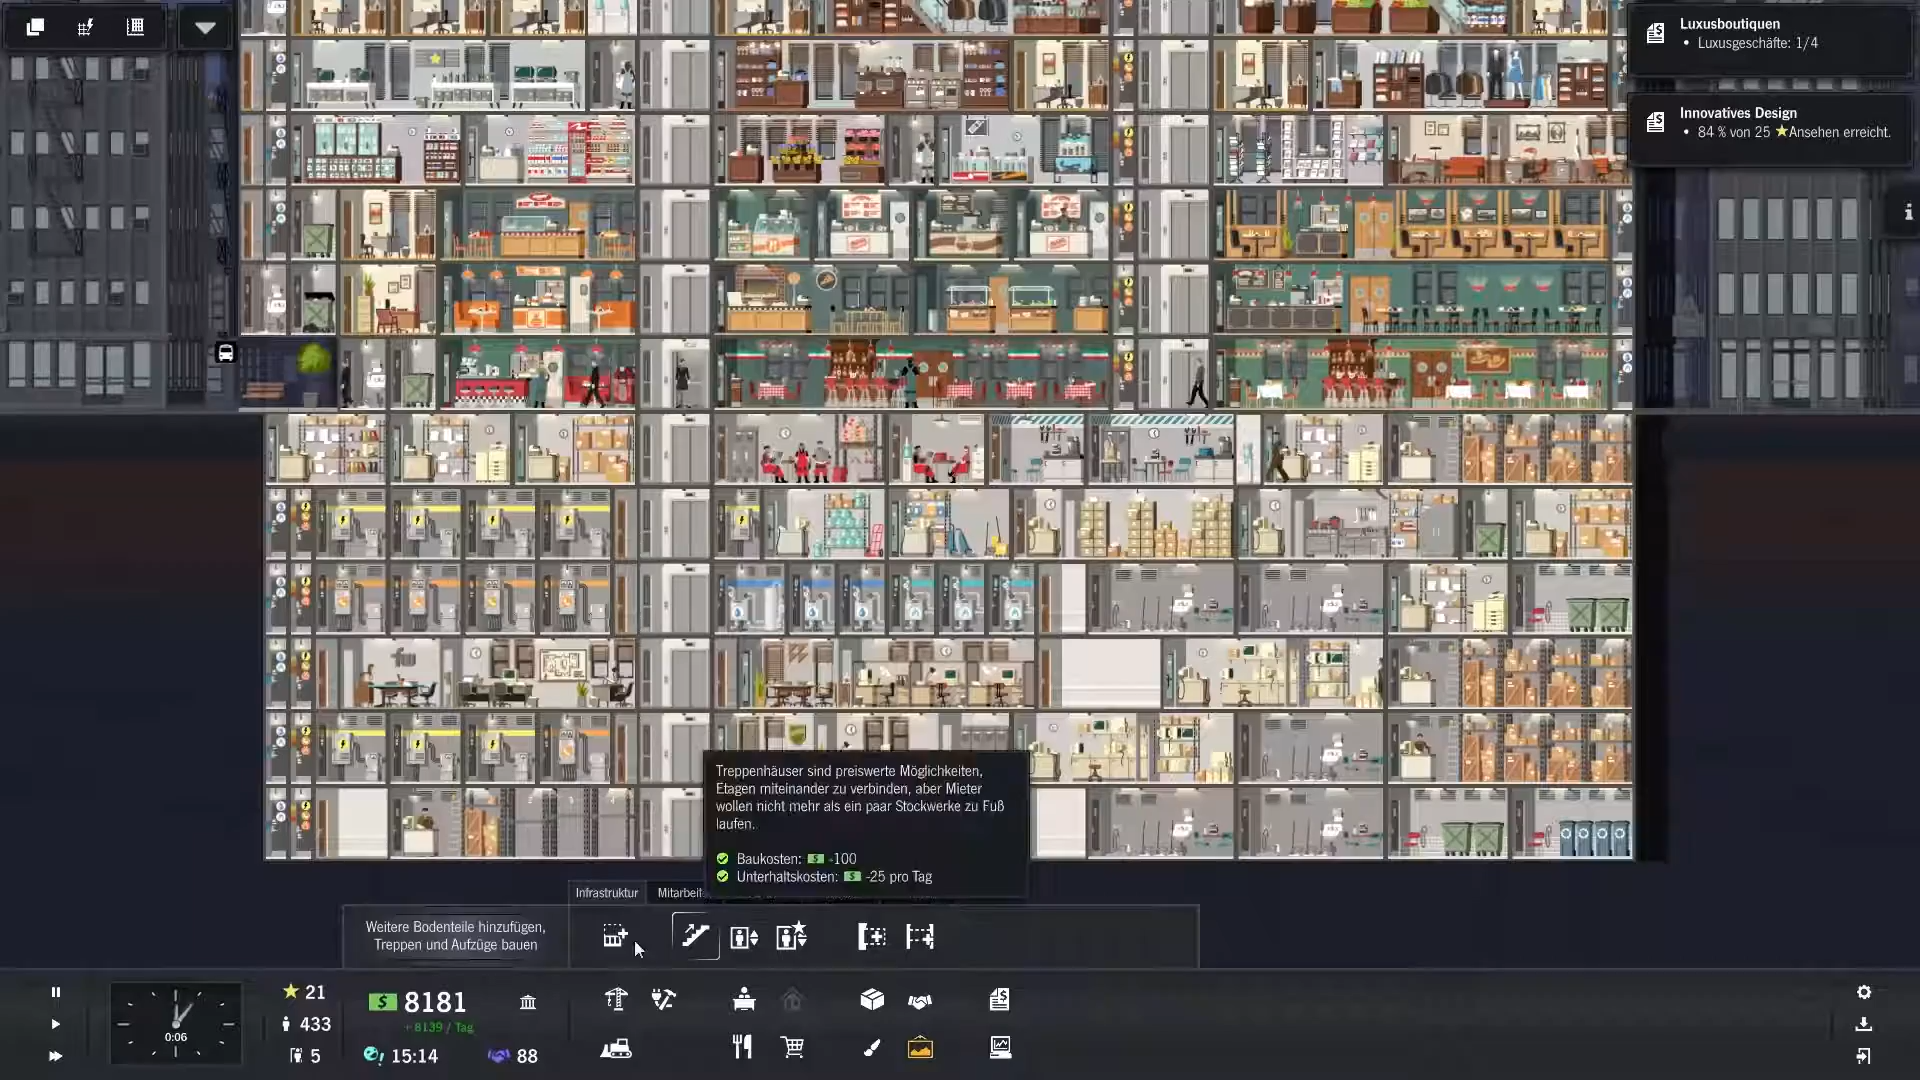 Luxusboutiquen
• Luxusgeschäfte: 1/4
Innovatives Design
• 84 % von 25 ★Ansehen erreicht.
Treppenhäuser sind preiswerte Möglichkeiten,
Etagen miteinander zu verbinden, aber Mieter
wollen nicht mehr als ein paar Stockwerke zu Fuß
laufen.
Baukosten: $ -100
Unterhaltskosten: $ -25 pro Tag
Infrastruktur
Mitarbeit
Weitere Bodenteile hinzufügen,
Treppen und Aufzüge bauen
0:06
21
433
5
$ 8181
+ 8139 / Tag
15:14
88